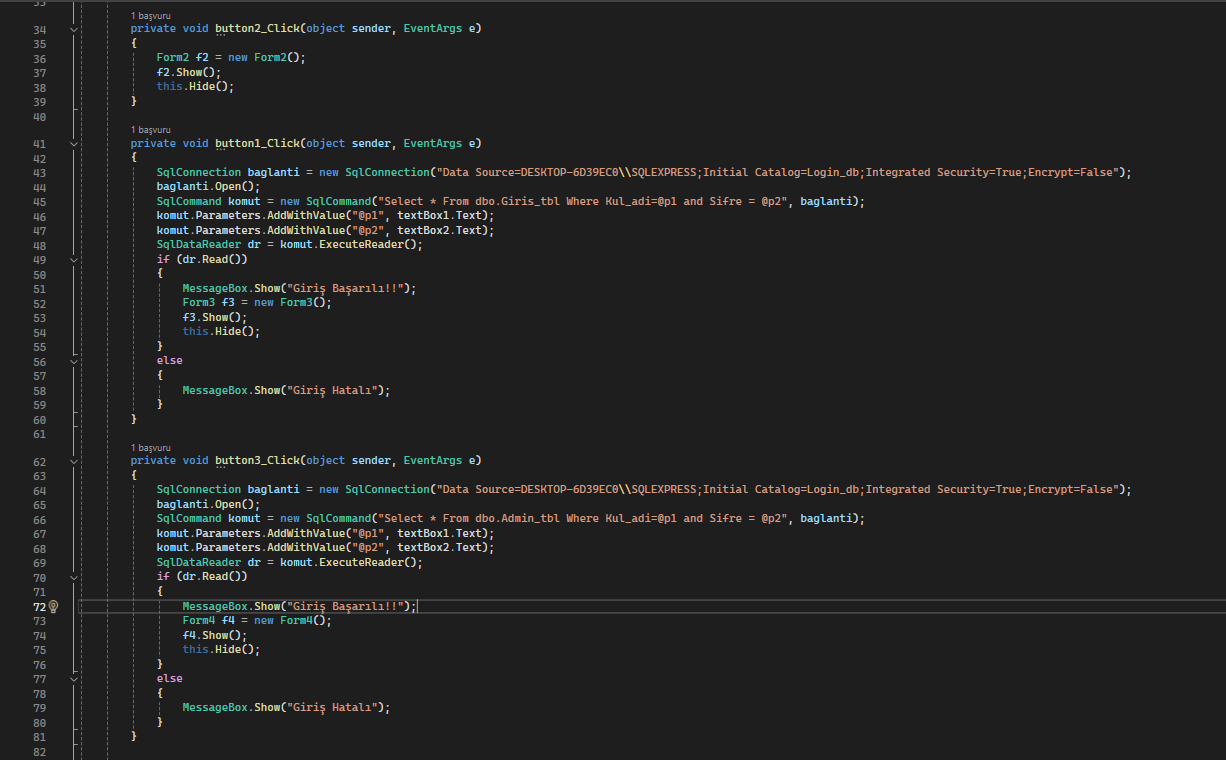 33
1 başvuru
34 private void button2_Click(object sender, EventArgs e)
35 {
36 Form2 f2 = new Form2();
37 f2.Show();
38 this.Hide();
39 }
40
1 başvuru
41 private void button1_Click(object sender, EventArgs e)
42 {
43 SqlConnection baglanti = new SqlConnection("Data Source=DESKTOP-6D39EC0\\SQLEXPRESS;Initial Catalog=Login_db;Integrated Security=True;Encrypt=False");
44 baglanti.Open();
45 SqlCommand komut = new SqlCommand("Select * From dbo.Giris_tbl Where Kul_adi=@p1 and Sifre = @p2", baglanti);
46 komut.Parameters.AddWithValue("@p1", textBox1.Text);
47 komut.Parameters.AddWithValue("@p2", textBox2.Text);
48 SqlDataReader dr = komut.ExecuteReader();
49 if (dr.Read())
50 {
51 MessageBox.Show("Giriş Başarılı!!");
52 Form3 f3 = new Form3();
53 f3.Show();
54 this.Hide();
55 }
56 else
57 {
58 MessageBox.Show("Giriş Hatalı");
59 }
60 }
61
1 başvuru
62 private void button3_Click(object sender, EventArgs e)
63 {
64 SqlConnection baglanti = new SqlConnection("Data Source=DESKTOP-6D39EC0\\SQLEXPRESS;Initial Catalog=Login_db;Integrated Security=True;Encrypt=False");
65 baglanti.Open();
66 SqlCommand komut = new SqlCommand("Select * From dbo.Admin_tbl Where Kul_adi=@p1 and Sifre = @p2", baglanti);
67 komut.Parameters.AddWithValue("@p1", textBox1.Text);
68 komut.Parameters.AddWithValue("@p2", textBox2.Text);
69 SqlDataReader dr = komut.ExecuteReader();
70 if (dr.Read())
71 {
72 MessageBox.Show("Giriş Başarılı!!");
73 Form4 f4 = new Form4();
74 f4.Show();
75 this.Hide();
76 }
77 else
78 {
79 MessageBox.Show("Giriş Hatalı");
80 }
81 }
82